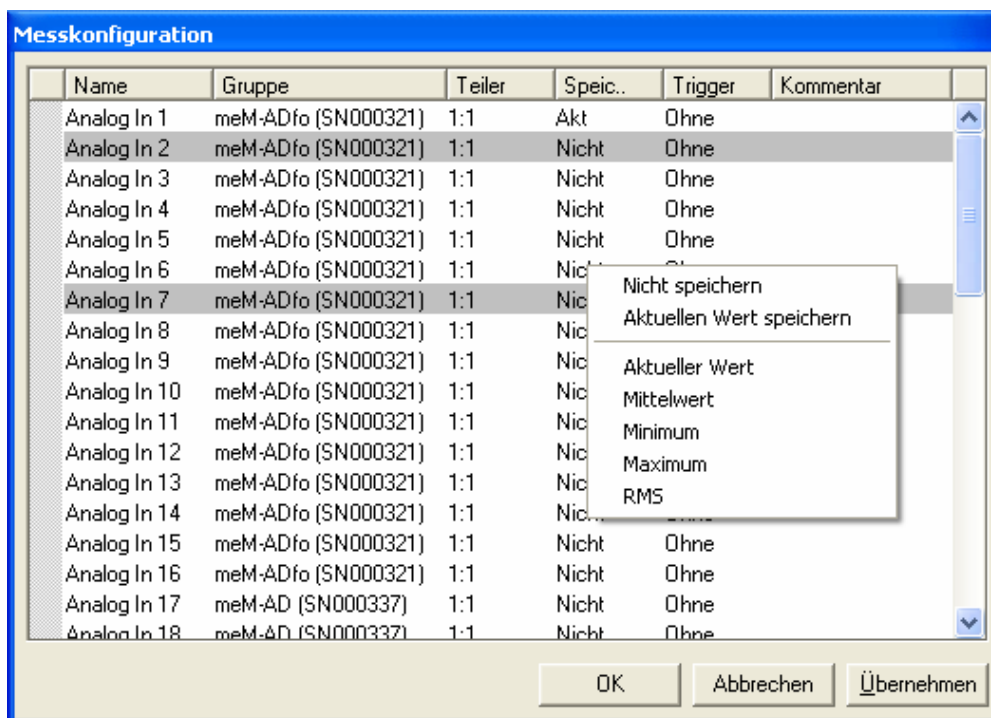 Messkonfiguration
Name Gruppe Teiler Speic.. Trigger Kommentar
Analog In 1 meM-ADfo (SN000321) 1:1 Akt Ohne
Analog In 2 meM-ADfo (SN000321) 1:1 Nicht Ohne
Analog In 3 meM-ADfo (SN000321) 1:1 Nicht Ohne
Analog In 4 meM-ADfo (SN000321) 1:1 Nicht Ohne
Analog In 5 meM-ADfo (SN000321) 1:1 Nicht Ohne
Analog In 6 meM-ADfo (SN000321) 1:1
Analog In 7 meM-ADfo (SN000321) 1:1 Nic
Analog In 8 meM-ADfo (SN000321) 1:1 Nic
Analog In 9 meM-ADfo (SN000321) 1:1 Nic
Analog In 10 meM-ADfo (SN000321) 1:1 Nic
Analog In 11 meM-ADfo (SN000321) 1:1 Nic
Analog In 12 meM-ADfo (SN000321) 1:1 Nic
Analog In 13 meM-ADfo (SN000321) 1:1 Nic
Analog In 14 meM-ADfo (SN000321) 1:1
Analog In 15 meM-ADfo (SN000321) 1:1 Nicht Ohne
Analog In 16 meM-ADfo (SN000321) 1:1 Nicht Ohne
Analog In 17 meM-AD (SN000337) 1:1 Nicht Ohne
Analog In 18 meM-AD (SN000337) 1:1 Nicht Ohne
Nicht speichern
Aktuellen Wert speichern
Aktueller Wert
Mittelwert
Minimum
Maximum
RMS
OK Abbrechen Übernehmen